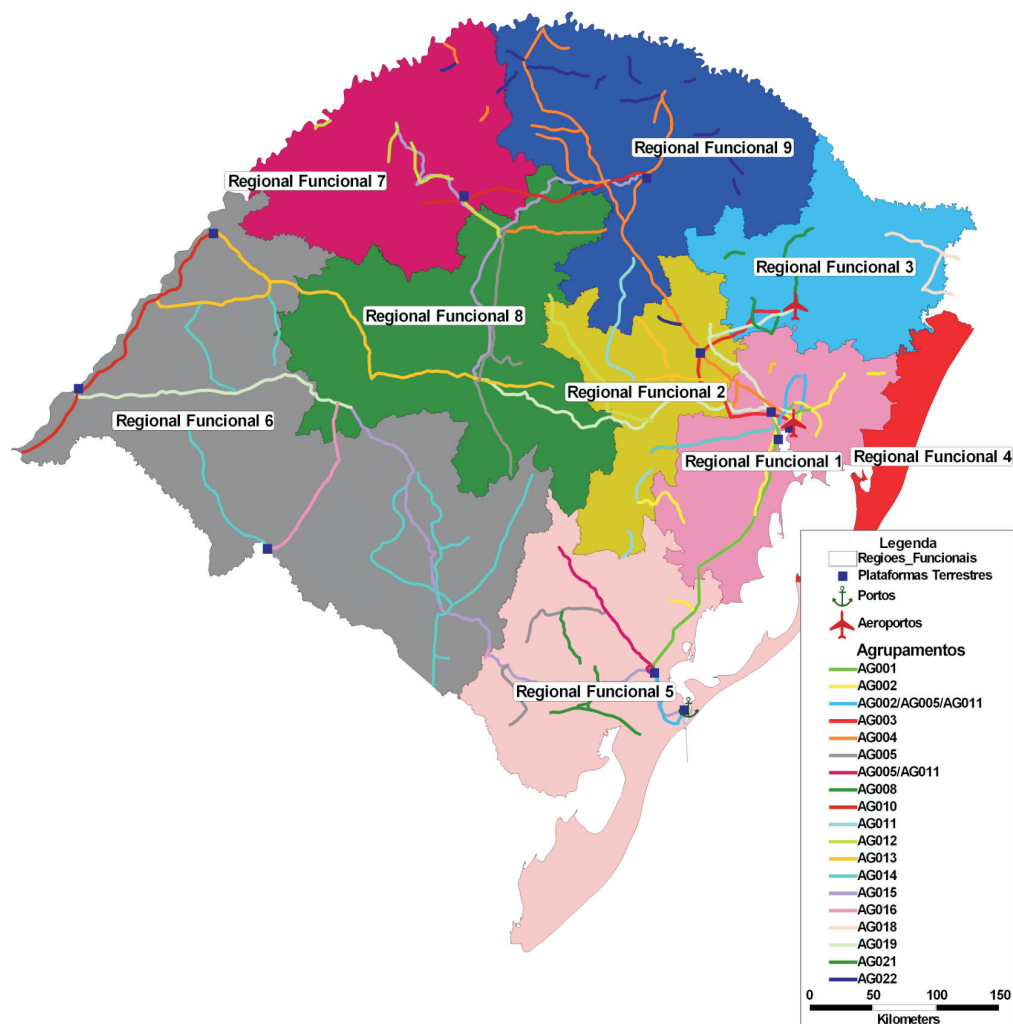 Regional Funcional 9
Regional Funcional 7
Regional Funcional 3
Regional Funcional 8
Regional Funcional 2
Regional Funcional 6
Regional Funcional 1
Regional Funcional 4
Regional Funcional 5
Legenda
Regioes_Funcionais
Plataformas Terrestres
Portos
Aeroportos
Agrupamentos
AG001
AG002
AG002/AG005/AG011
AG003
AG004
AG005
AG005/AG011
AG008
AG010
AG011
AG012
AG013
AG014
AG015
AG016
AG018
AG019
AG021
AG022
0 50 100 150
Kilometers